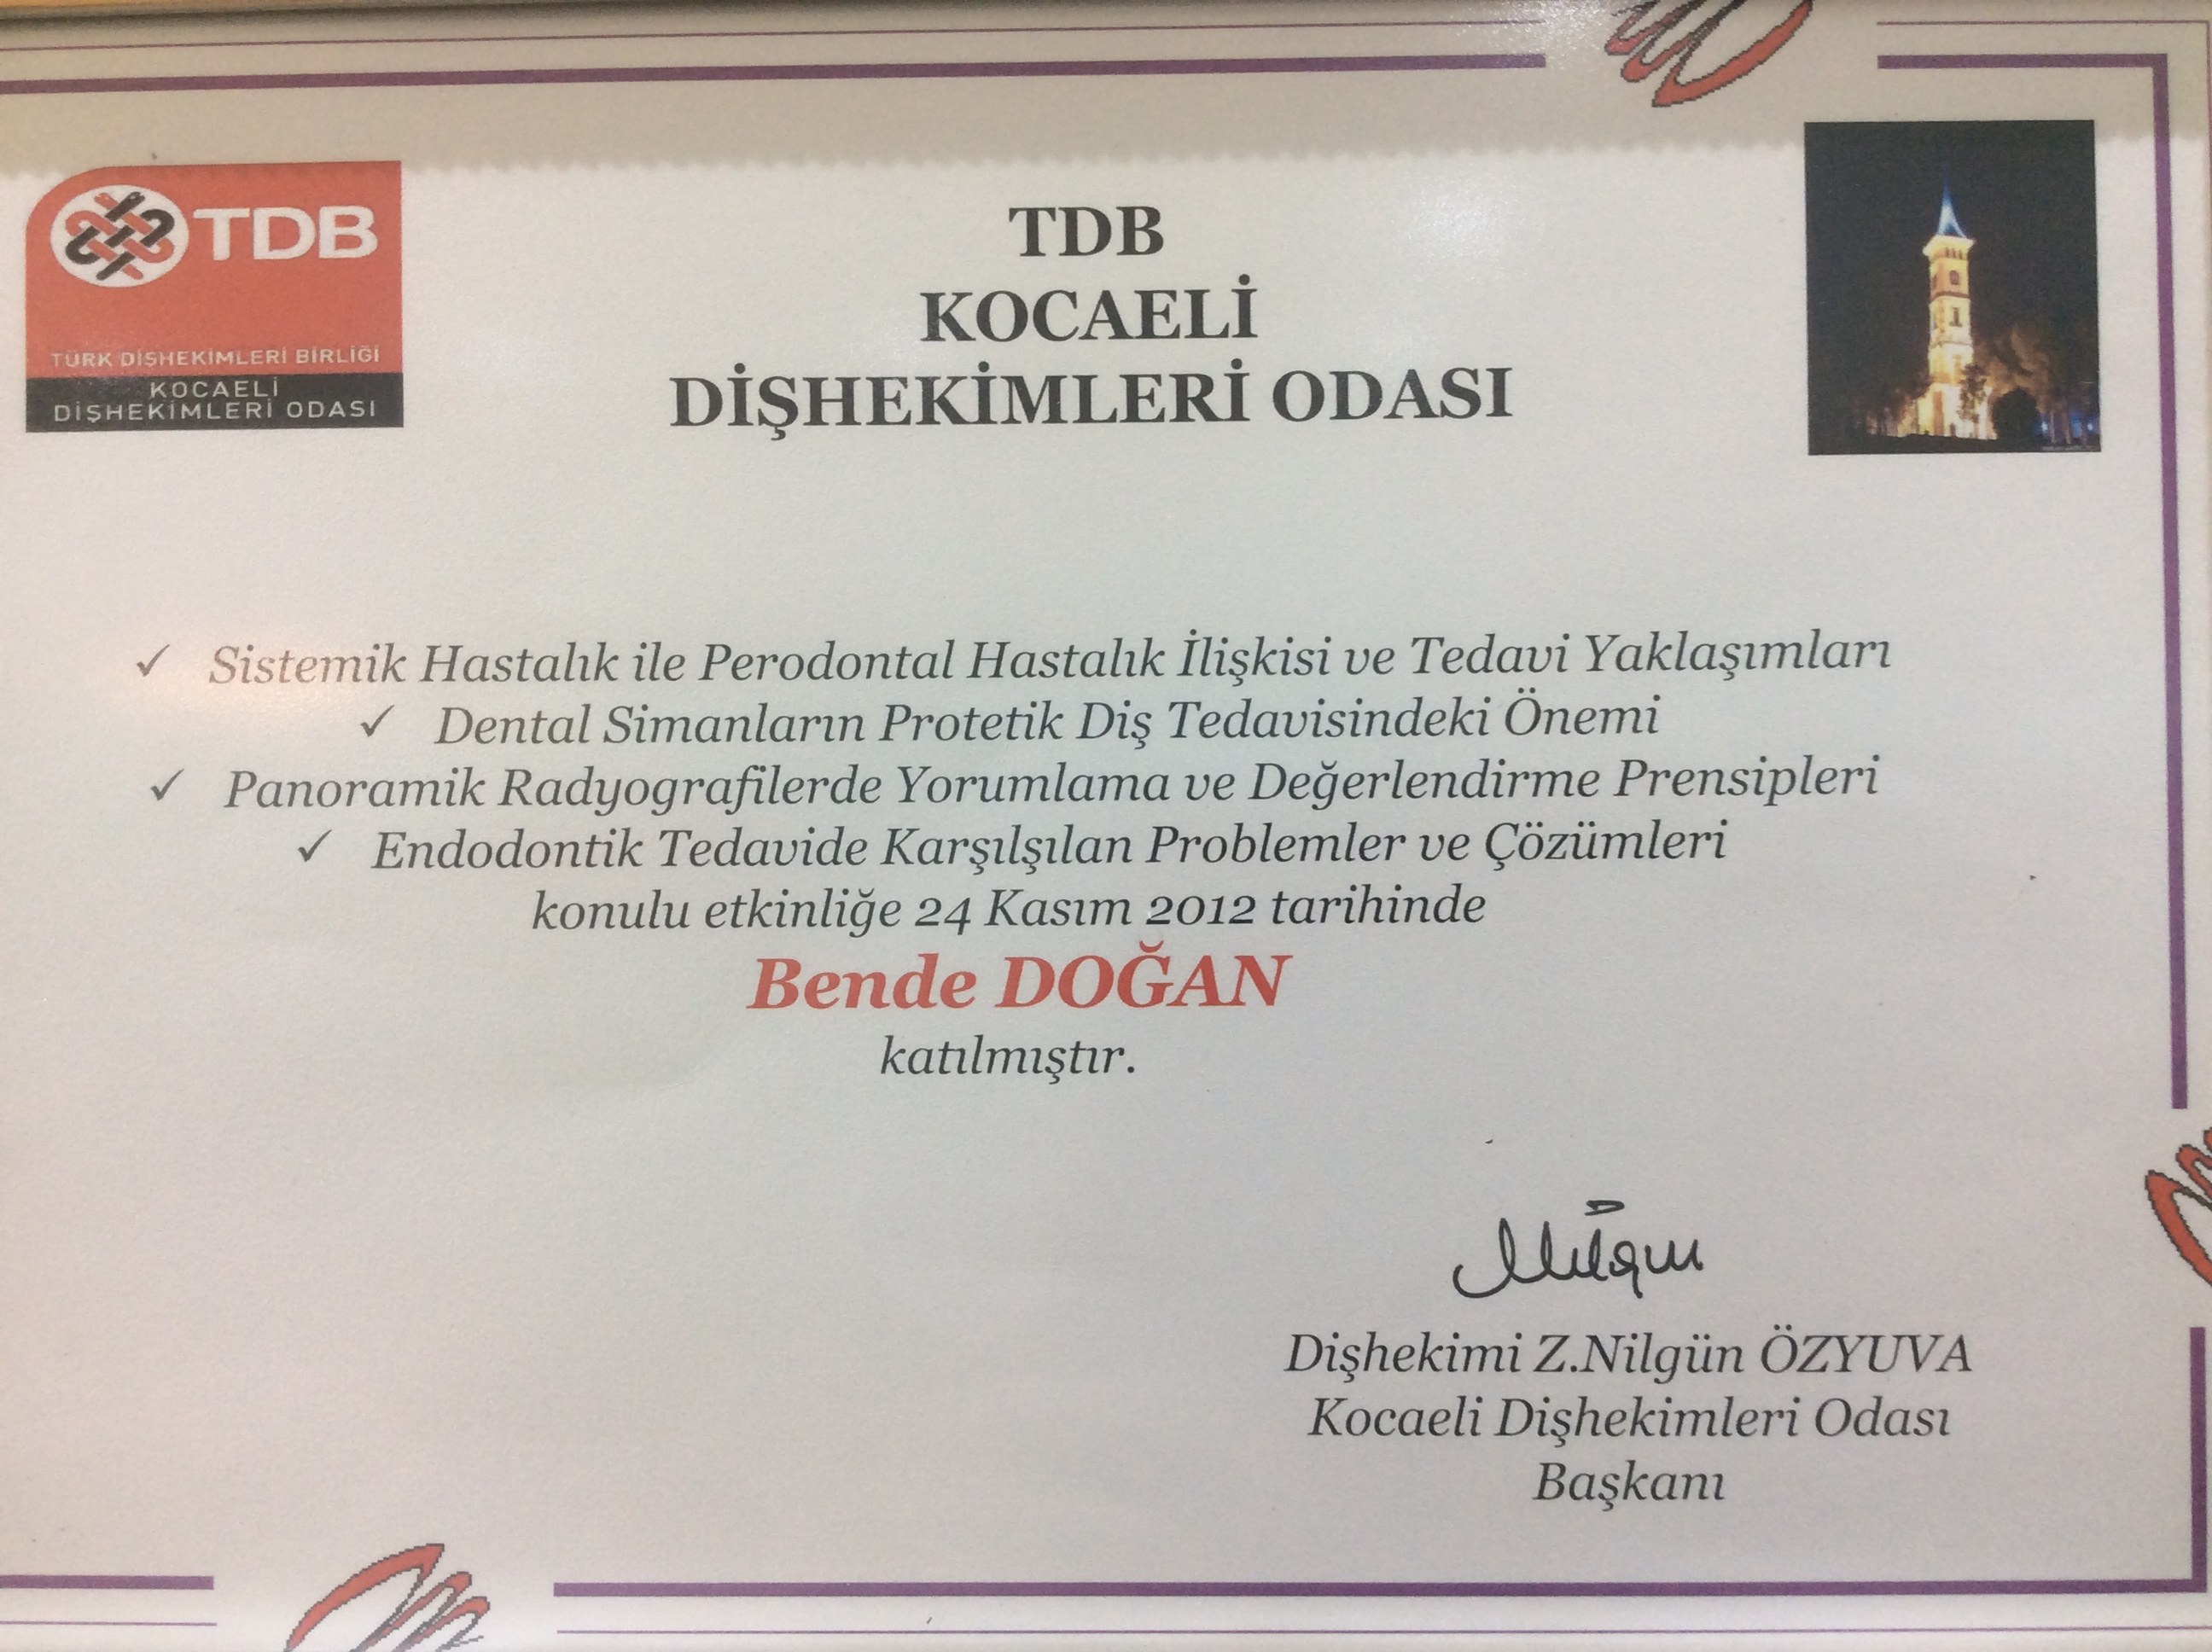 TDB
TÜRK DİŞHEKİMLERİ BİRLİĞİ
KOCAELİ
DİŞHEKİMLERİ ODASI
TDB
KOCAELİ
DİŞHEKİMLERİ ODASI
✓ Sistemik Hastalık ile Perodontal Hastalık İlişkisi ve Tedavi Yaklaşımları
✓ Dental Simanların Protetik Diş Tedavisindeki Önemi
✓ Panoramik Radyografilerde Yorumlama ve Değerlendirme Prensipleri
✓ Endodontik Tedavide Karşılşılan Problemler ve Çözümleri
konulu etkinliğe 24 Kasım 2012 tarihinde
Bende DOĞAN
katılmıştır.
Nilgün
Dişhekimi Z.Nilgün ÖZYUVA
Kocaeli Dişhekimleri Odası
Başkanı